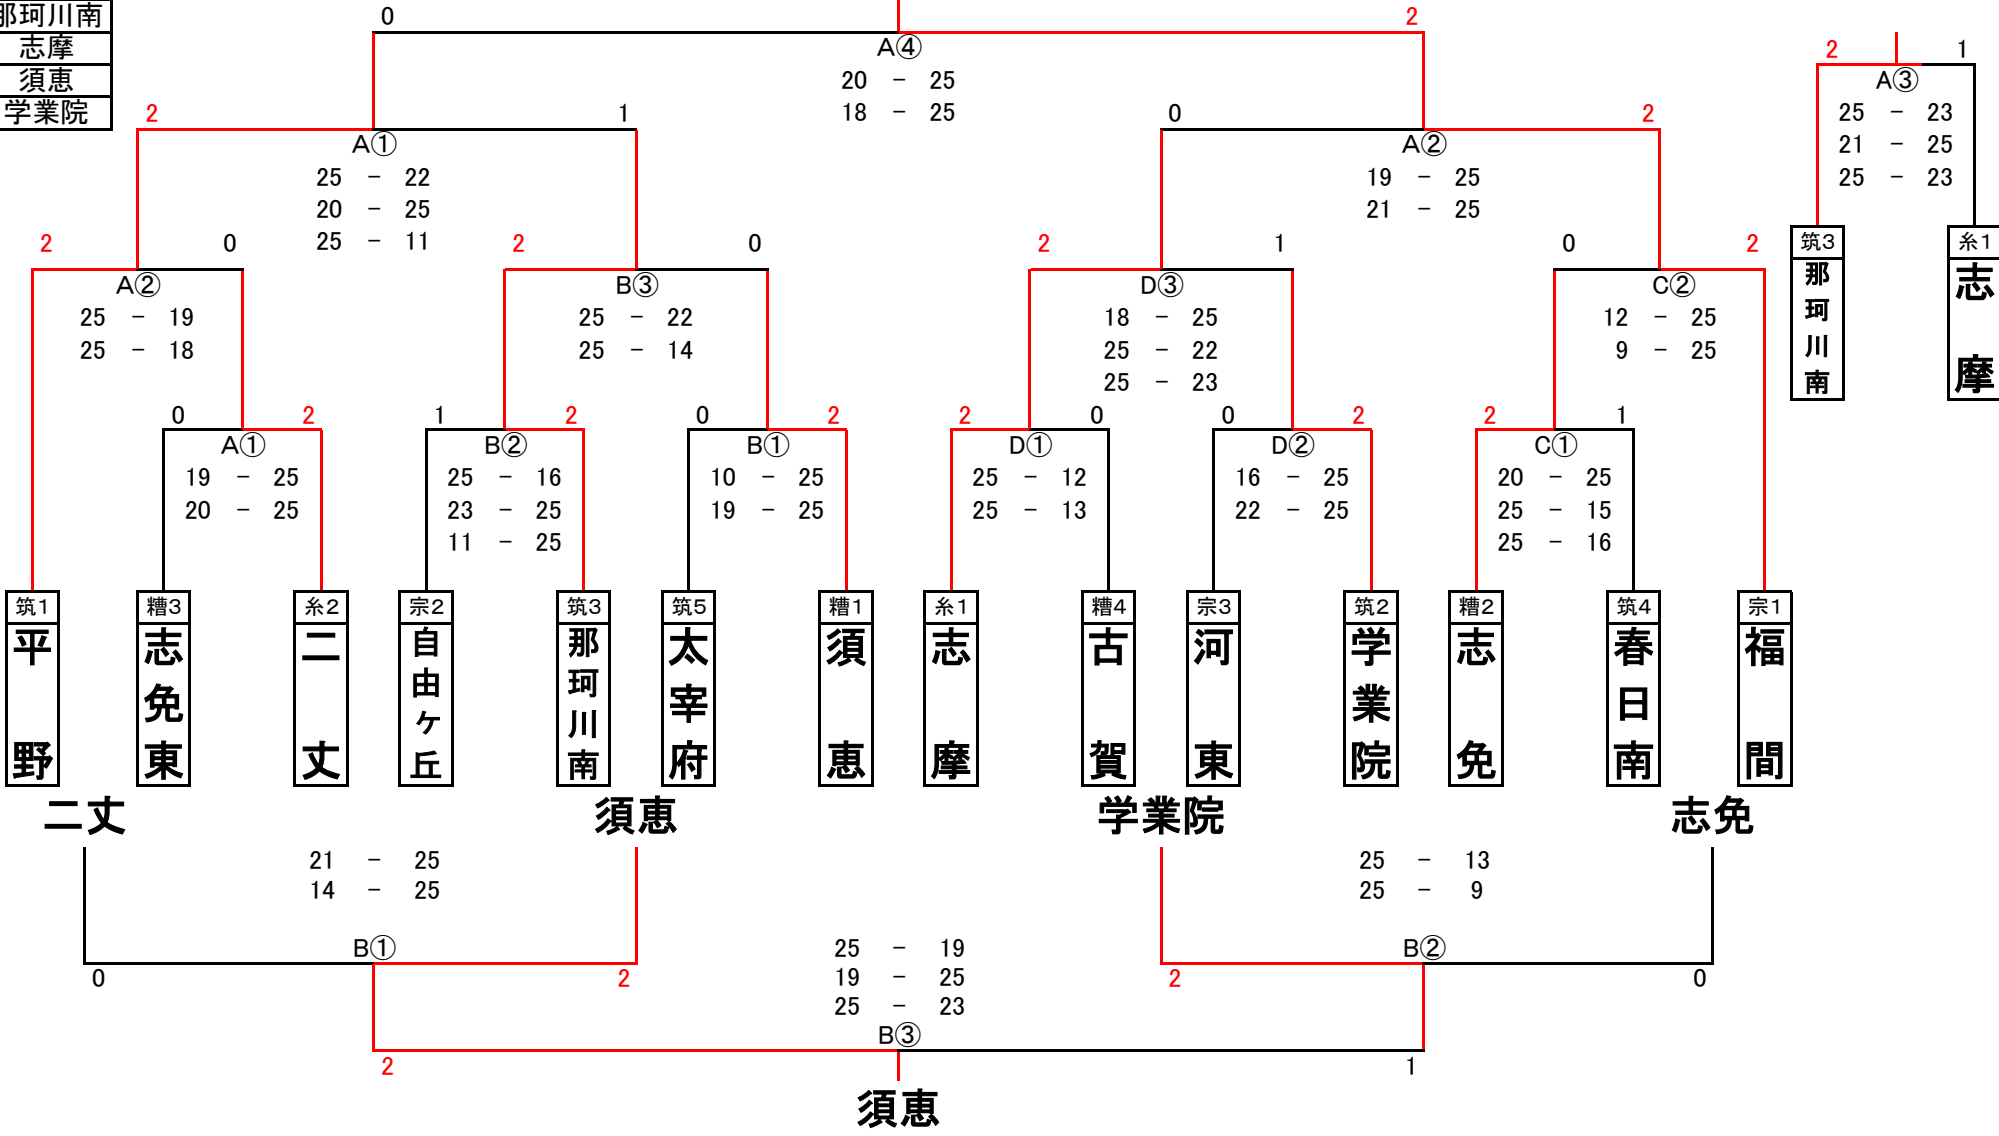 那珂川南
志摩
須恵
学業院
0 2
A④
20 - 25
18 - 25
2 1
A③
25 - 23
21 - 25
25 - 23
筑3 那珂川南
糸1 志摩
2 1
A①
25 - 22
20 - 25
25 - 11
0 2
A②
19 - 25
21 - 25
2 0
A②
25 - 19
25 - 18
2 0
B③
25 - 22
25 - 14
2 1
D③
18 - 25
25 - 22
25 - 23
0 2
C②
12 - 25
9 - 25
0 2
A①
19 - 25
20 - 25
1 2
B②
25 - 16
23 - 25
11 - 25
0 2
B①
10 - 25
19 - 25
2 0
D①
25 - 12
25 - 13
0 2
D②
16 - 25
22 - 25
2 1
C①
20 - 25
25 - 15
25 - 16
筑1 平野
糟3 志免東
糸2 二丈
宗2 自由ヶ丘
筑3 那珂川南
筑5 太宰府
糟1 須恵
糸1 志摩
糟4 古賀
宗3 河東
筑2 学業院
糟2 志免
筑4 春日南
宗1 福間
二丈 須恵 学業院 志免
21 - 25
14 - 25
B①
0 2
25 - 13
25 - 9
B②
2 0
25 - 19
19 - 25
25 - 23
B③
2 1
須恵